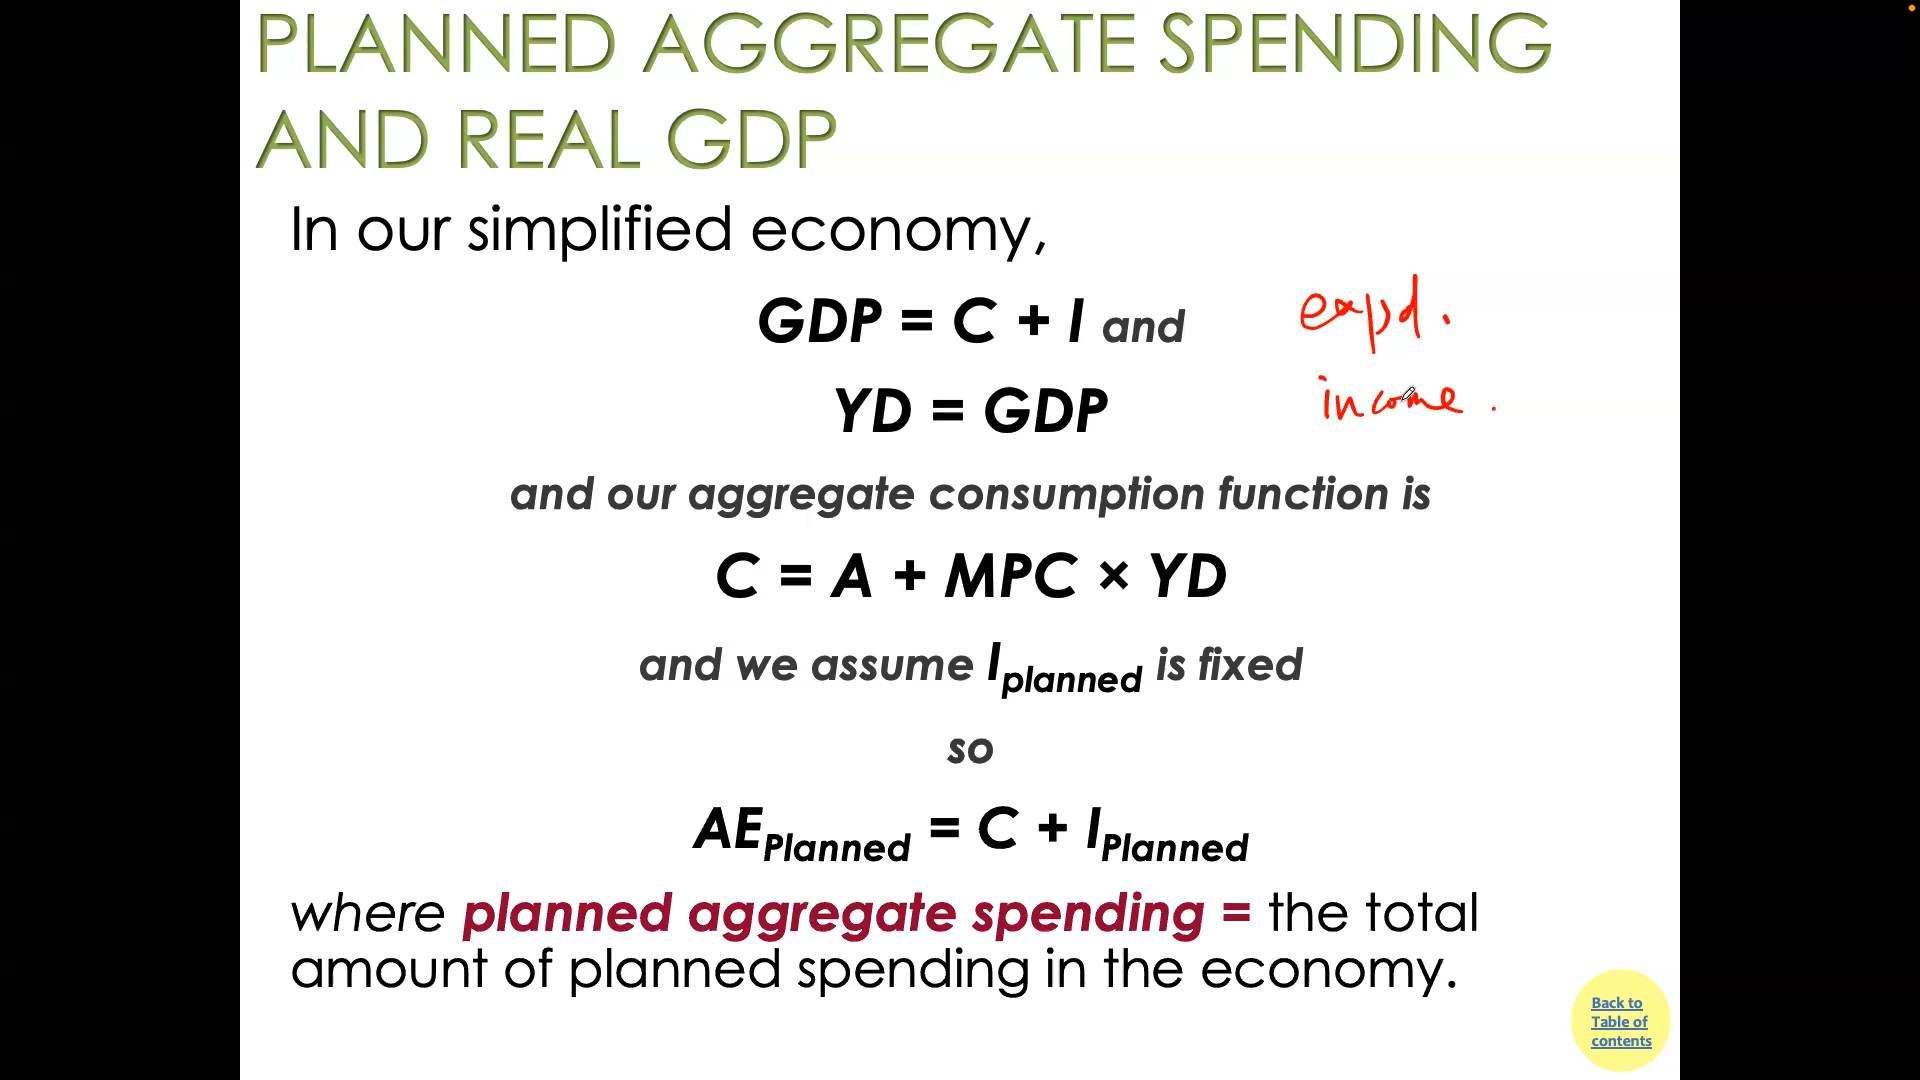 PLANNED AGGREGATE SPENDING
AND REAL GDP
In our simplified economy,
GDP = C + I and
expd.
YD = GDP
income.
and our aggregate consumption function is
C = A + MPC × YD
and we assume Iplanned is fixed
so
AEPlanned = C + IPlanned
where planned aggregate spending = the total
amount of planned spending in the economy.
Back to
Table of
contents